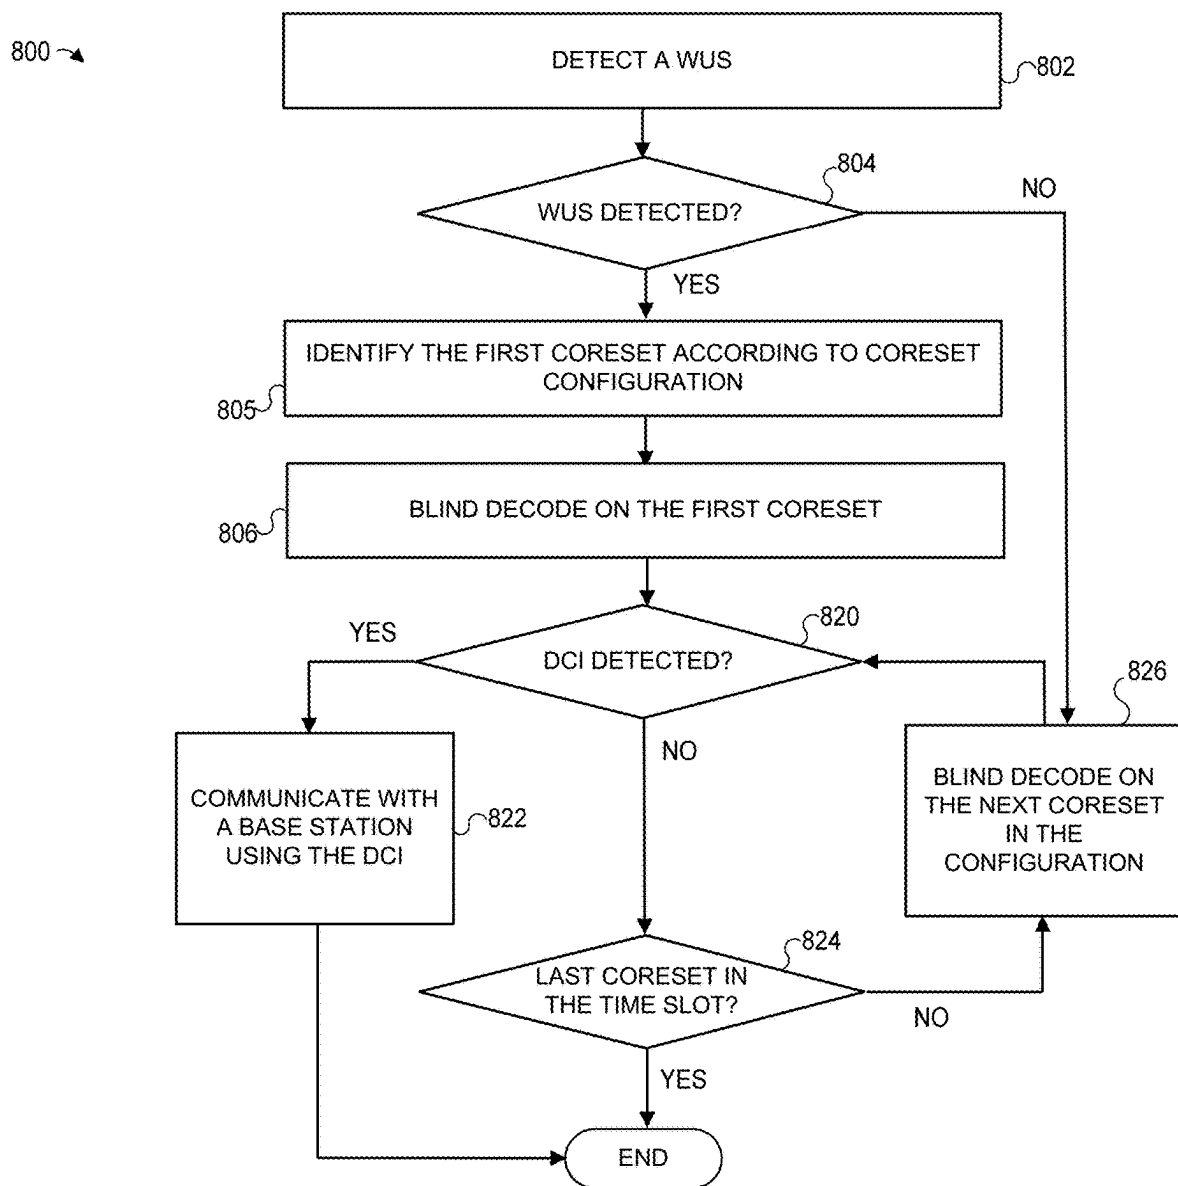 800
DETECT A WUS
802
804
WUS DETECTED?
NO
YES
IDENTIFY THE FIRST CORESET ACCORDING TO CORESET
CONFIGURATION
805
BLIND DECODE ON THE FIRST CORESET
806
820
YES
DCI DETECTED?
826
NO
COMMUNICATE WITH
A BASE STATION
USING THE DCI
822
BLIND DECODE ON
THE NEXT CORESET
IN THE
CONFIGURATION
824
LAST CORESET IN
THE TIME SLOT?
NO
YES
END